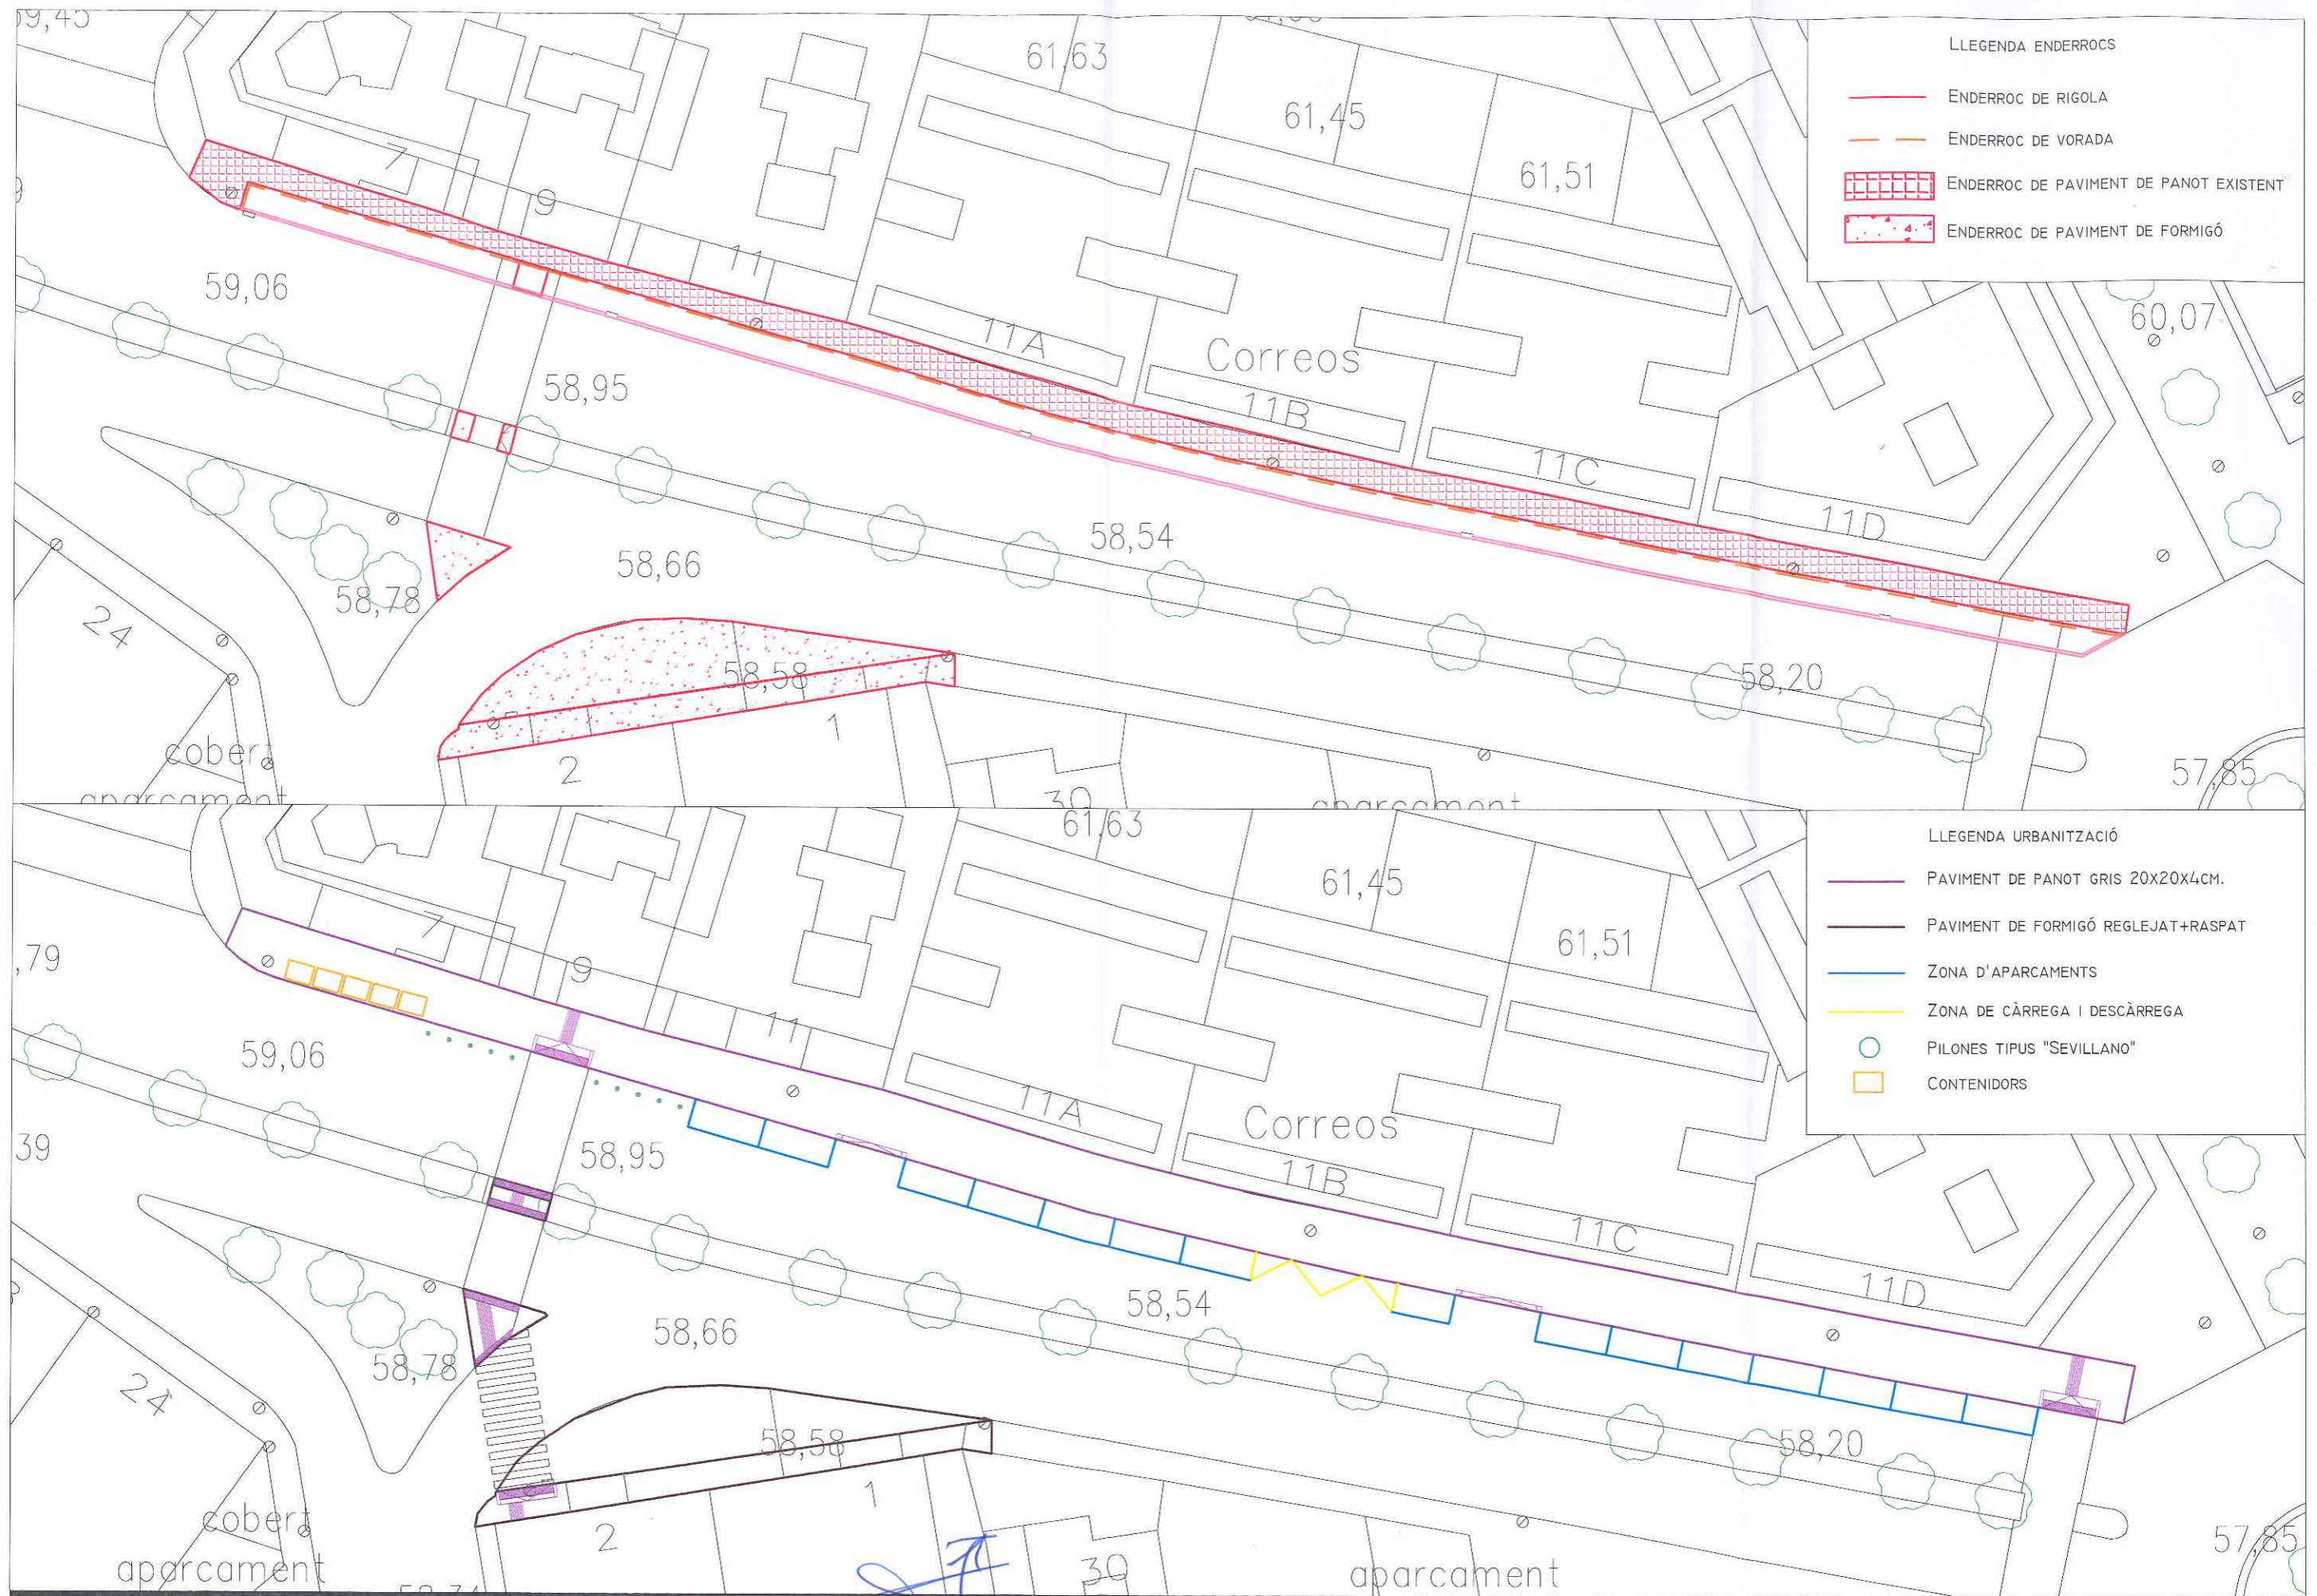 61,63
LLEGENDA ENDERROCS
61,45
ENDERROC DE RIGOLA
ENDERROC DE VORADA
7
61,51
ENDERROC DE PAVIMENT DE PANOT EXISTENT
9
ENDERROC DE PAVIMENT DE FORMIGÓ
11
59,06
60,07
11A
Correos
58,95
11B
11C
11D
58,54
58,66
58,78
24
58,58
58,20
1
cobert
2
57,85
aparcament
30
aparcament
61,63
LLEGENDA URBANITZACIÓ
61,45
PAVIMENT DE PANOT GRIS 20X20X4CM.
7
PAVIMENT DE FORMIGÓ REGLEJAT+RASPAT
61,51
,79
9
ZONA D'APARCAMENTS
ZONA DE CÀRREGA I DESCÀRREGA
11
59,06
PILONES TIPUS "SEVILLANO"
CONTENIDORS
11A
Correos
39
58,95
11B
11C
11D
58,54
58,66
58,78
24
58,58
58,20
1
cobert
2
57,85
aparcament
30
aparcament